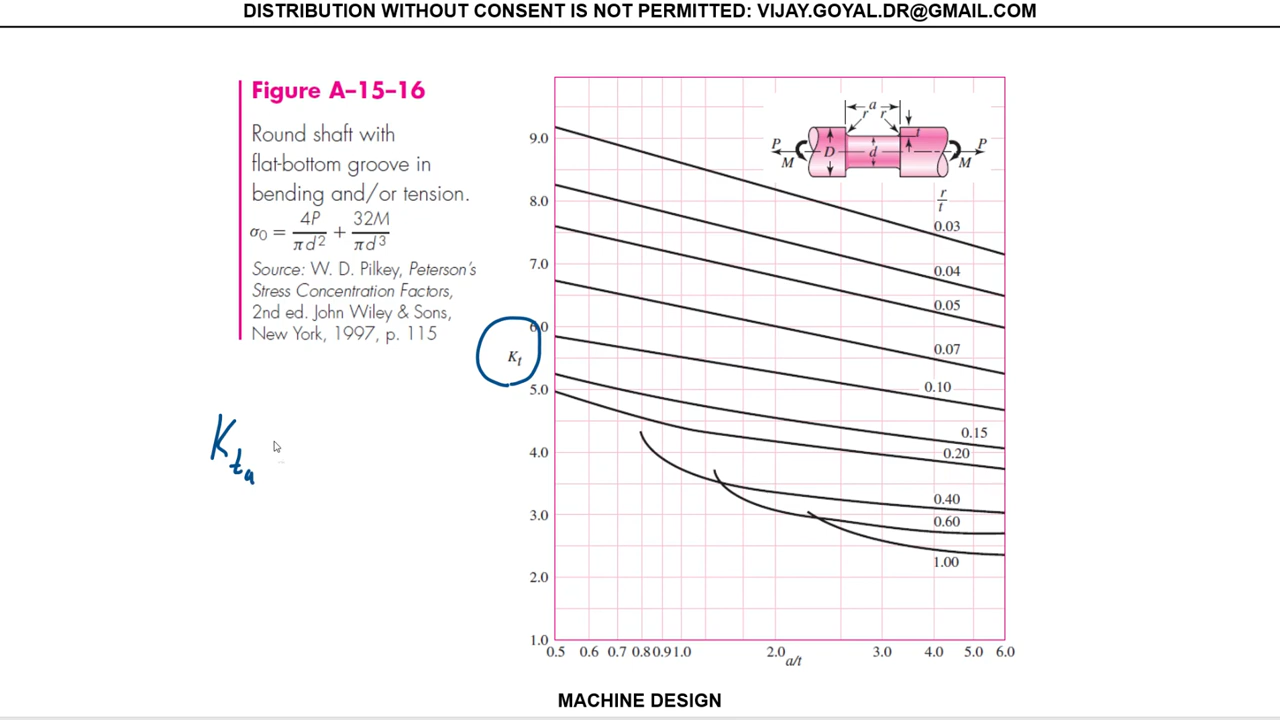 DISTRIBUTION WITHOUT CONSENT IS NOT PERMITTED: VIJAY.GOYAL.DR@GMAIL.COM
Figure A–15–16
Round shaft with
flat-bottom groove in
bending and/or tension.
σ0 = 4P/πd² + 32M/πd³
Source: W. D. Pilkey, Peterson's
Stress Concentration Factors,
2nd ed. John Wiley & Sons,
New York, 1997, p. 115
Kta
Kt
9.0
8.0
7.0
6.0
5.0
4.0
3.0
2.0
1.0
a
r r
t
P D d P
M M
r/t
0.03
0.04
0.05
0.07
0.10
0.15
0.20
0.40
0.60
1.00
0.5 0.6 0.7 0.8 0.9 1.0 2.0 3.0 4.0 5.0 6.0
a/t
MACHINE DESIGN